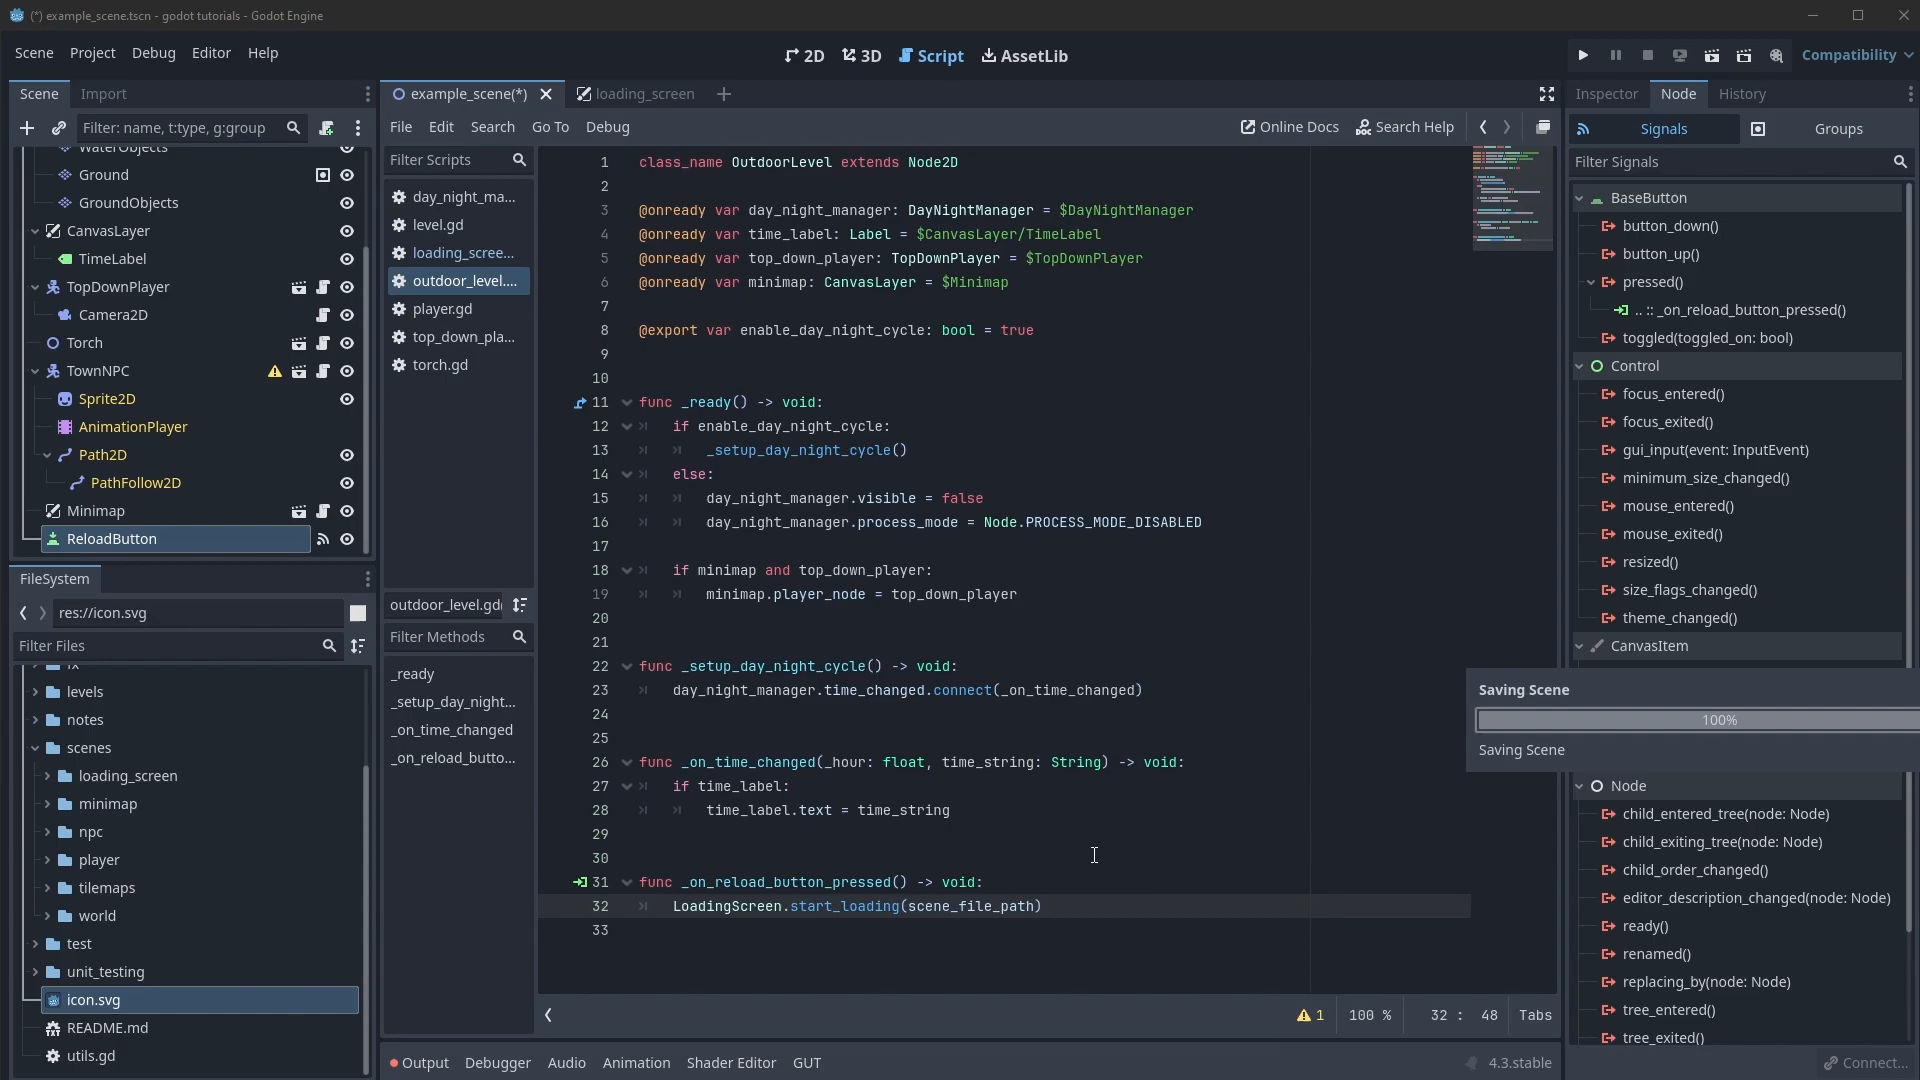 (*) example_scene.tscn - godot tutorials - Godot Engine
Scene Project Debug Editor Help
2D 3D Script AssetLib
Compatibility
Scene Import
Filter: name, t:type, g:group
WaterObjects
Ground
GroundObjects
CanvasLayer
TimeLabel
TopDownPlayer
Camera2D
Torch
TownNPC
Sprite2D
AnimationPlayer
Path2D
PathFollow2D
Minimap
ReloadButton
FileSystem
res://icon.svg
Filter Files
fx
levels
notes
scenes
loading_screen
minimap
npc
player
tilemaps
world
test
unit_testing
icon.svg
README.md
utils.gd
example_scene(*) loading_screen
File Edit Search Go To Debug
Online Docs Search Help
Filter Scripts
day_night_ma...
level.gd
loading_scree...
outdoor_level....
player.gd
top_down_pla...
torch.gd
outdoor_level.gd
Filter Methods
_ready
_setup_day_night...
_on_time_changed
_on_reload_butto...
1 class_name OutdoorLevel extends Node2D
2
3 @onready var day_night_manager: DayNightManager = $DayNightManager
4 @onready var time_label: Label = $CanvasLayer/TimeLabel
5 @onready var top_down_player: TopDownPlayer = $TopDownPlayer
6 @onready var minimap: CanvasLayer = $Minimap
7
8 @export var enable_day_night_cycle: bool = true
9
10
11 func _ready() -> void:
12 if enable_day_night_cycle:
13 _setup_day_night_cycle()
14 else:
15 day_night_manager.visible = false
16 day_night_manager.process_mode = Node.PROCESS_MODE_DISABLED
17
18 if minimap and top_down_player:
19 minimap.player_node = top_down_player
20
21
22 func _setup_day_night_cycle() -> void:
23 day_night_manager.time_changed.connect(_on_time_changed)
24
25
26 func _on_time_changed(_hour: float, time_string: String) -> void:
27 if time_label:
28 time_label.text = time_string
29
30
31 func _on_reload_button_pressed() -> void:
32 LoadingScreen.start_loading(scene_file_path)
33
1 100 % 32 : 48 Tabs
Output Debugger Audio Animation Shader Editor GUT
4.3.stable
Inspector Node History
Signals Groups
Filter Signals
BaseButton
button_down()
button_up()
pressed()
.. :: _on_reload_button_pressed()
toggled(toggled_on: bool)
Control
focus_entered()
focus_exited()
gui_input(event: InputEvent)
minimum_size_changed()
mouse_entered()
mouse_exited()
resized()
size_flags_changed()
theme_changed()
CanvasItem
Saving Scene
100%
Saving Scene
Node
child_entered_tree(node: Node)
child_exiting_tree(node: Node)
child_order_changed()
editor_description_changed(node: Node)
ready()
renamed()
replacing_by(node: Node)
tree_entered()
tree_exited()
Connect...